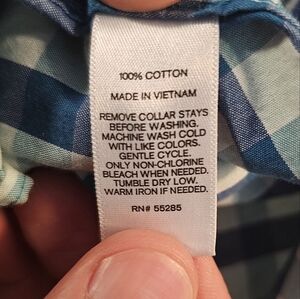 100% COTTON
MADE IN VIETNAM
REMOVE COLLAR STAYS
BEFORE WASHING.
MACHINE WASH COLD
WITH LIKE COLORS.
GENTLE CYCLE.
ONLY NON-CHLORINE
BLEACH WHEN NEEDED.
TUMBLE DRY LOW.
WARM IRON IF NEEDED.
RN# 55285